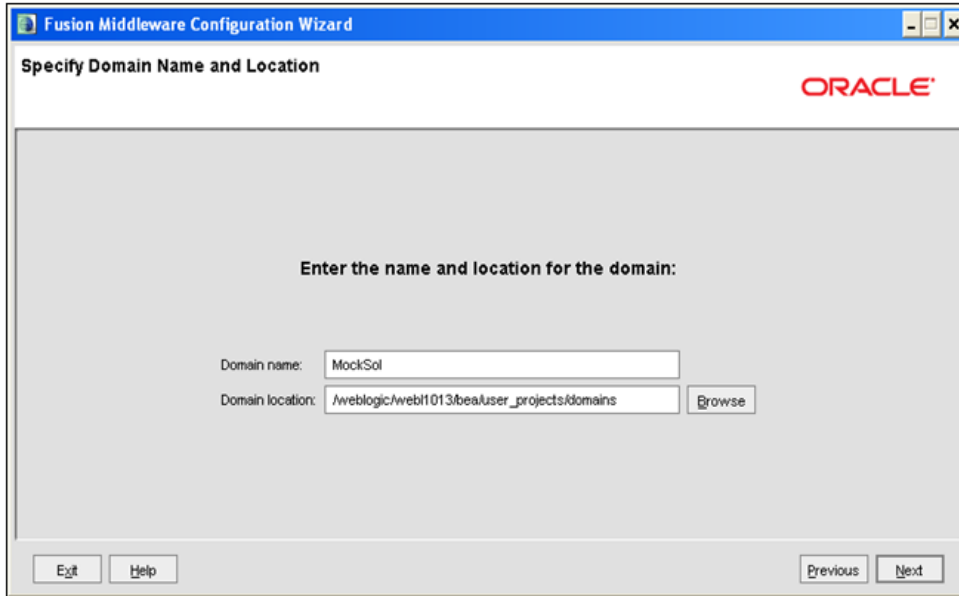 Fusion Middleware Configuration Wizard
Specify Domain Name and Location
ORACLE
Enter the name and location for the domain:
Domain name: MockSol
Domain location: /weblogic/webl1013/bea/user_projects/domains Browse
Exit Help Previous Next